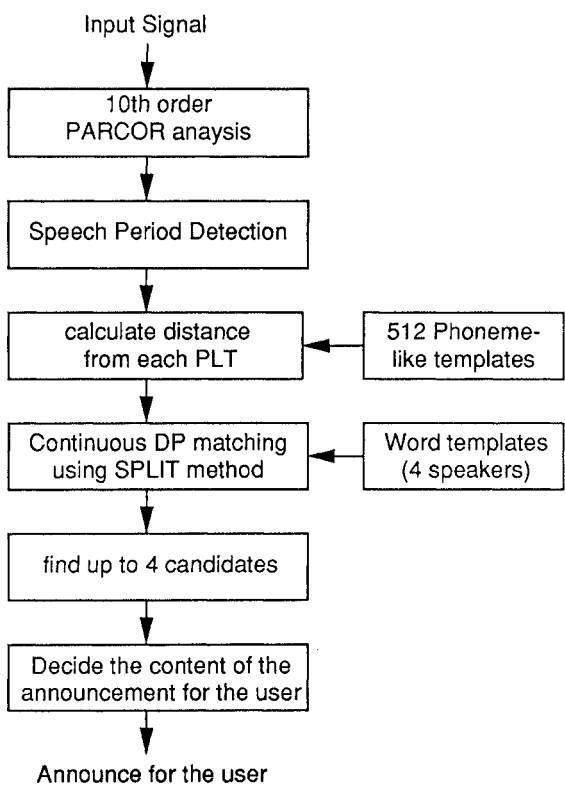 Input Signal
10th order
PARCOR anaysis
Speech Period Detection
calculate distance
from each PLT
512 Phoneme-
like templates
Continuous DP matching
using SPLIT method
Word templates
(4 speakers)
find up to 4 candidates
Decide the content of the
announcement for the user
Announce for the user